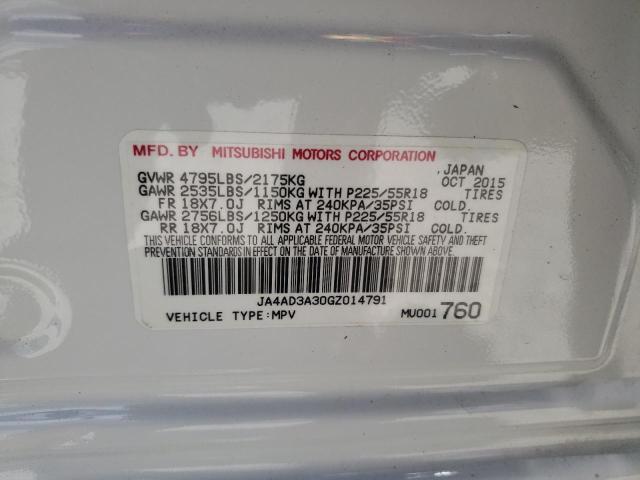 MFD. BY MITSUBISHI MOTORS CORPORATION
, JAPAN
GVWR 4795LBS/2175KG OCT 2015
GAWR 2535LBS/1150KG WITH P225/55R18 TIRES
FR 18X7.0J RIMS AT 240KPA/35PSI COLD.
GAWR 2756LBS/1250KG WITH P225/55R18 TIRES
RR 18X7.0J RIMS AT 240KPA/35PSI COLD.
THIS VEHICLE CONFORMS TO ALL APPLICABLE FEDERAL MOTOR VEHICLE SAFETY AND THEFT
PREVENTION STANDARDS IN EFFECT ON THE DATE OF MANUFACTURE SHOWN ABOVE.
JA4AD3A30GZ014791
VEHICLE TYPE:MPV MU001 760